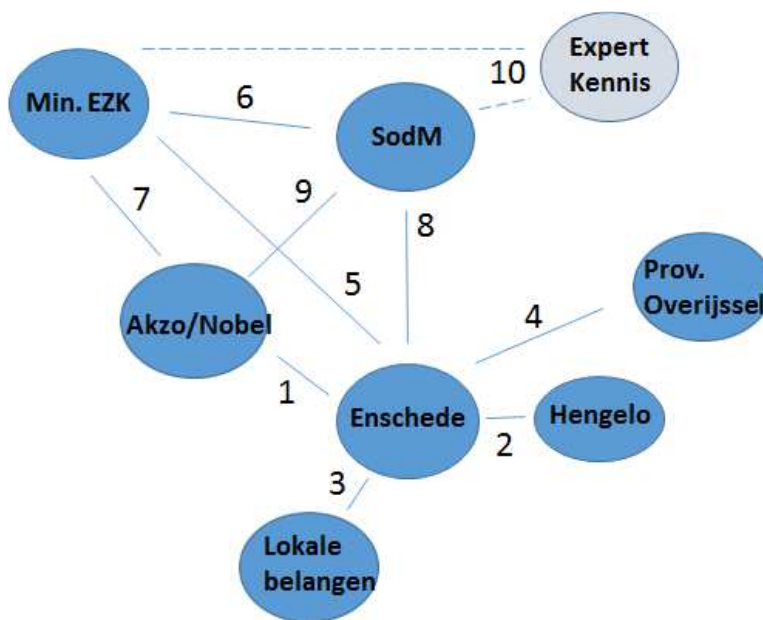 Expert
Kennis
10
Min. EZK
6
SodM
7
9
8
5
Prov.
Overijssel
4
Akzo/Nobel
1
Enschede
Hengelo
2
3
Lokale
belangen